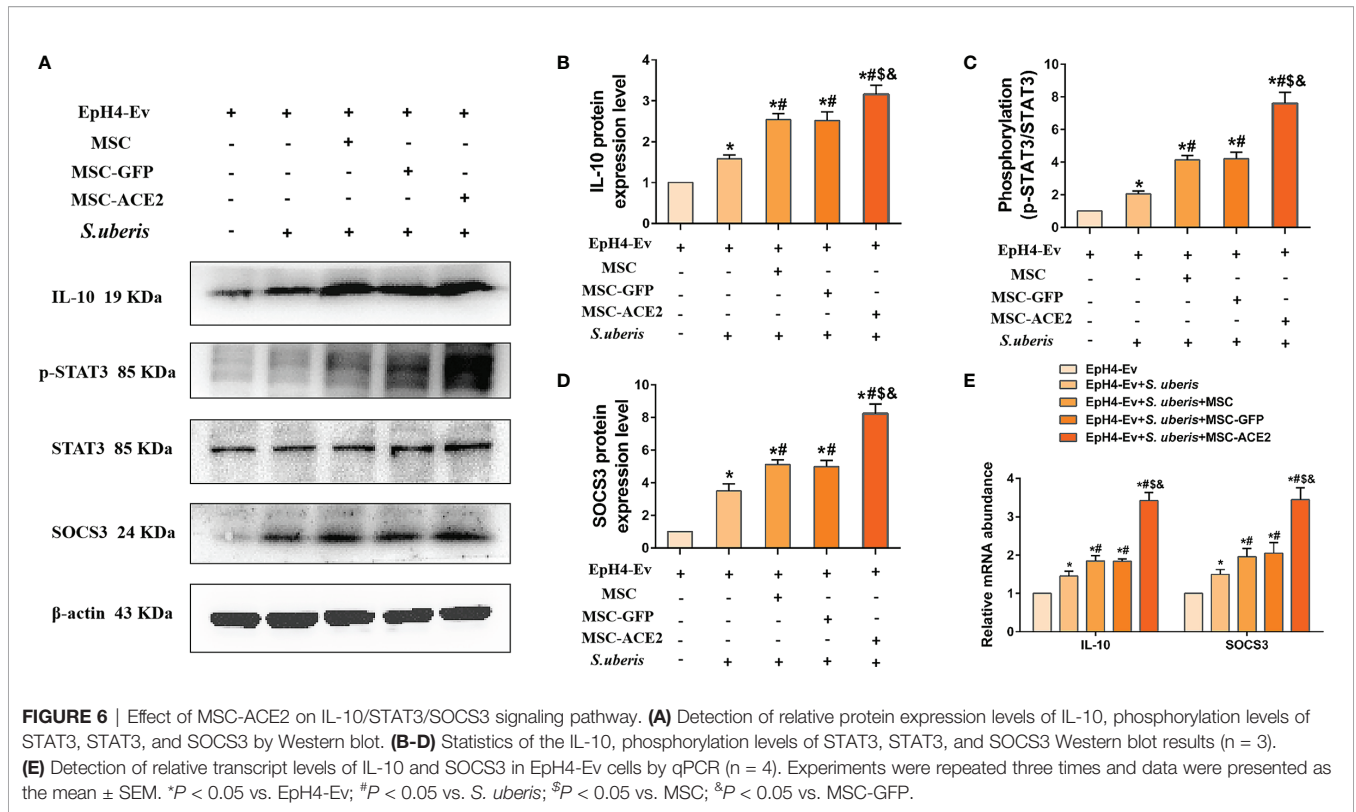 A
EpH4-Ev + + + + +
MSC - - + - -
MSC-GFP - - - + -
MSC-ACE2 - - - - +
S.uberis - + + + +
IL-10 19 KDa
p-STAT3 85 KDa
STAT3 85 KDa
SOCS3 24 KDa
β-actin 43 KDa
B
IL-10 protein
expression level
4
3
2
1
0
* *# *# *#$&
EpH4-Ev + + + + +
MSC - - + - -
MSC-GFP - - - + -
MSC-ACE2 - - - - +
S.uberis - + + + +
C
Phosphorylation
(p-STAT3/STAT3)
10
8
6
4
2
0
* *# *# *#$&
EpH4-Ev + + + + +
MSC - - + - -
MSC-GFP - - - + -
MSC-ACE2 - - - - +
S.uberis - + + + +
D
SOCS3 protein
expression level
10
8
6
4
2
0
* *# *# *#$&
EpH4-Ev + + + + +
MSC - - + - -
MSC-GFP - - - + -
MSC-ACE2 - - - - +
S.uberis - + + + +
E
EpH4-Ev
EpH4-Ev+S. uberis
EpH4-Ev+S. uberis+MSC
EpH4-Ev+S. uberis+MSC-GFP
EpH4-Ev+S. uberis+MSC-ACE2
Relative mRNA abundance
4
3
2
1
0
* *# *# *#$& * *# *# *#$&
IL-10 SOCS3
FIGURE 6 | Effect of MSC-ACE2 on IL-10/STAT3/SOCS3 signaling pathway. (A) Detection of relative protein expression levels of IL-10, phosphorylation levels of
STAT3, STAT3, and SOCS3 by Western blot. (B-D) Statistics of the IL-10, phosphorylation levels of STAT3, STAT3, and SOCS3 Western blot results (n = 3).
(E) Detection of relative transcript levels of IL-10 and SOCS3 in EpH4-Ev cells by qPCR (n = 4). Experiments were repeated three times and data were presented as
the mean ± SEM. *P < 0.05 vs. EpH4-Ev; #P < 0.05 vs. S. uberis; $P < 0.05 vs. MSC; &P < 0.05 vs. MSC-GFP.